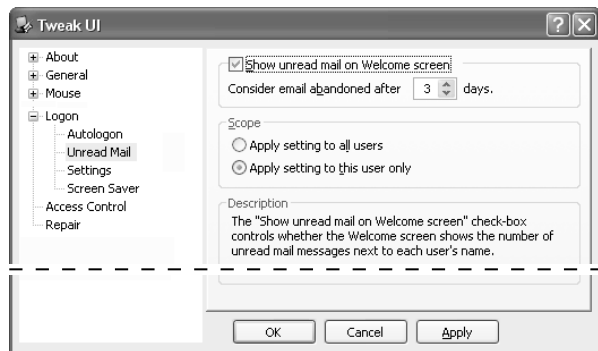 Tweak UI
About
General
Mouse
Logon
Autologon
Unread Mail
Settings
Screen Saver
Access Control
Repair
Show unread mail on Welcome screen
Consider email abandoned after 3 days.
Scope
Apply setting to all users
Apply setting to this user only
Description
The "Show unread mail on Welcome screen" check-box
controls whether the Welcome screen shows the number of
unread mail messages next to each user's name.
OK Cancel Apply